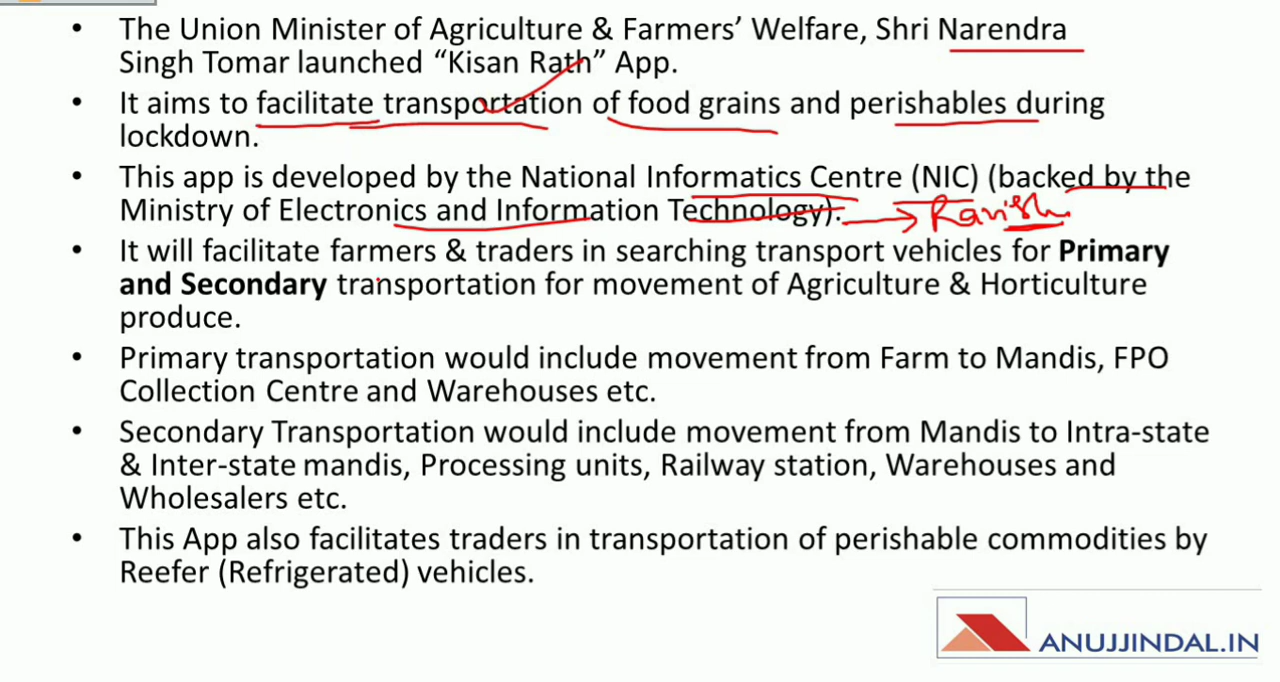 • The Union Minister of Agriculture & Farmers’ Welfare, Shri Narendra
Singh Tomar launched “Kisan Rath” App.
• It aims to facilitate transportation of food grains and perishables during
lockdown.
• This app is developed by the National Informatics Centre (NIC) (backed by the
Ministry of Electronics and Information Technology). → Ravish
• It will facilitate farmers & traders in searching transport vehicles for Primary
and Secondary transportation for movement of Agriculture & Horticulture
produce.
• Primary transportation would include movement from Farm to Mandis, FPO
Collection Centre and Warehouses etc.
• Secondary Transportation would include movement from Mandis to Intra-state
& Inter-state mandis, Processing units, Railway station, Warehouses and
Wholesalers etc.
• This App also facilitates traders in transportation of perishable commodities by
Reefer (Refrigerated) vehicles.
ANUJJINDAL.IN